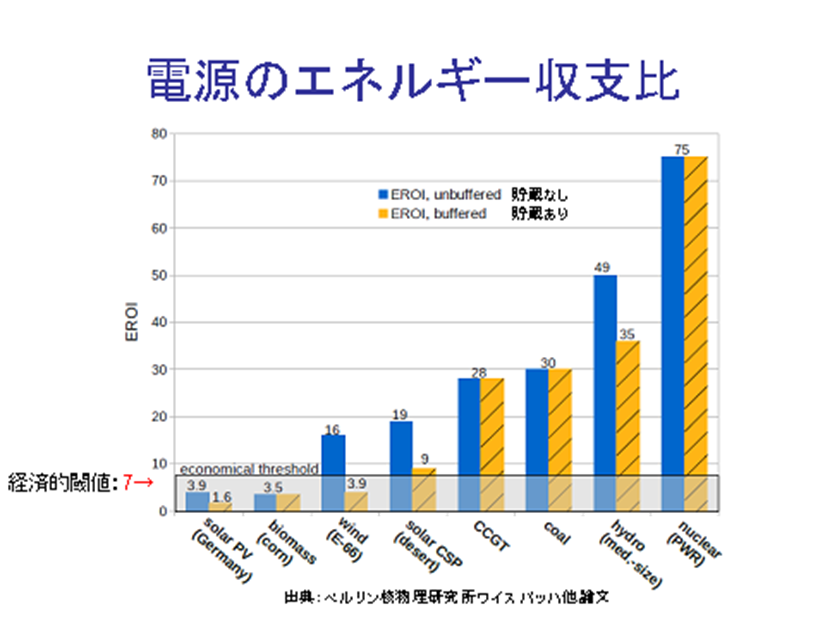 電源のエネルギー収支比
80
70
60
50
40
30
20
10
0
EROI
EROI, unbuffered 貯蔵なし
EROI, buffered 貯蔵あり
75
49
35
30
28
19
9
16
3.9
3.5
3.9
1.6
economical threshold
経済的閾値:7→
solar PV
(Germany)
biomass
(corn)
wind
(E-66)
solar CSP
(desert)
CCGT
coal
hydro
(med.-size)
nuclear
(PWR)
出典:ベルリン核物理研究所ワイスバッハ他論文